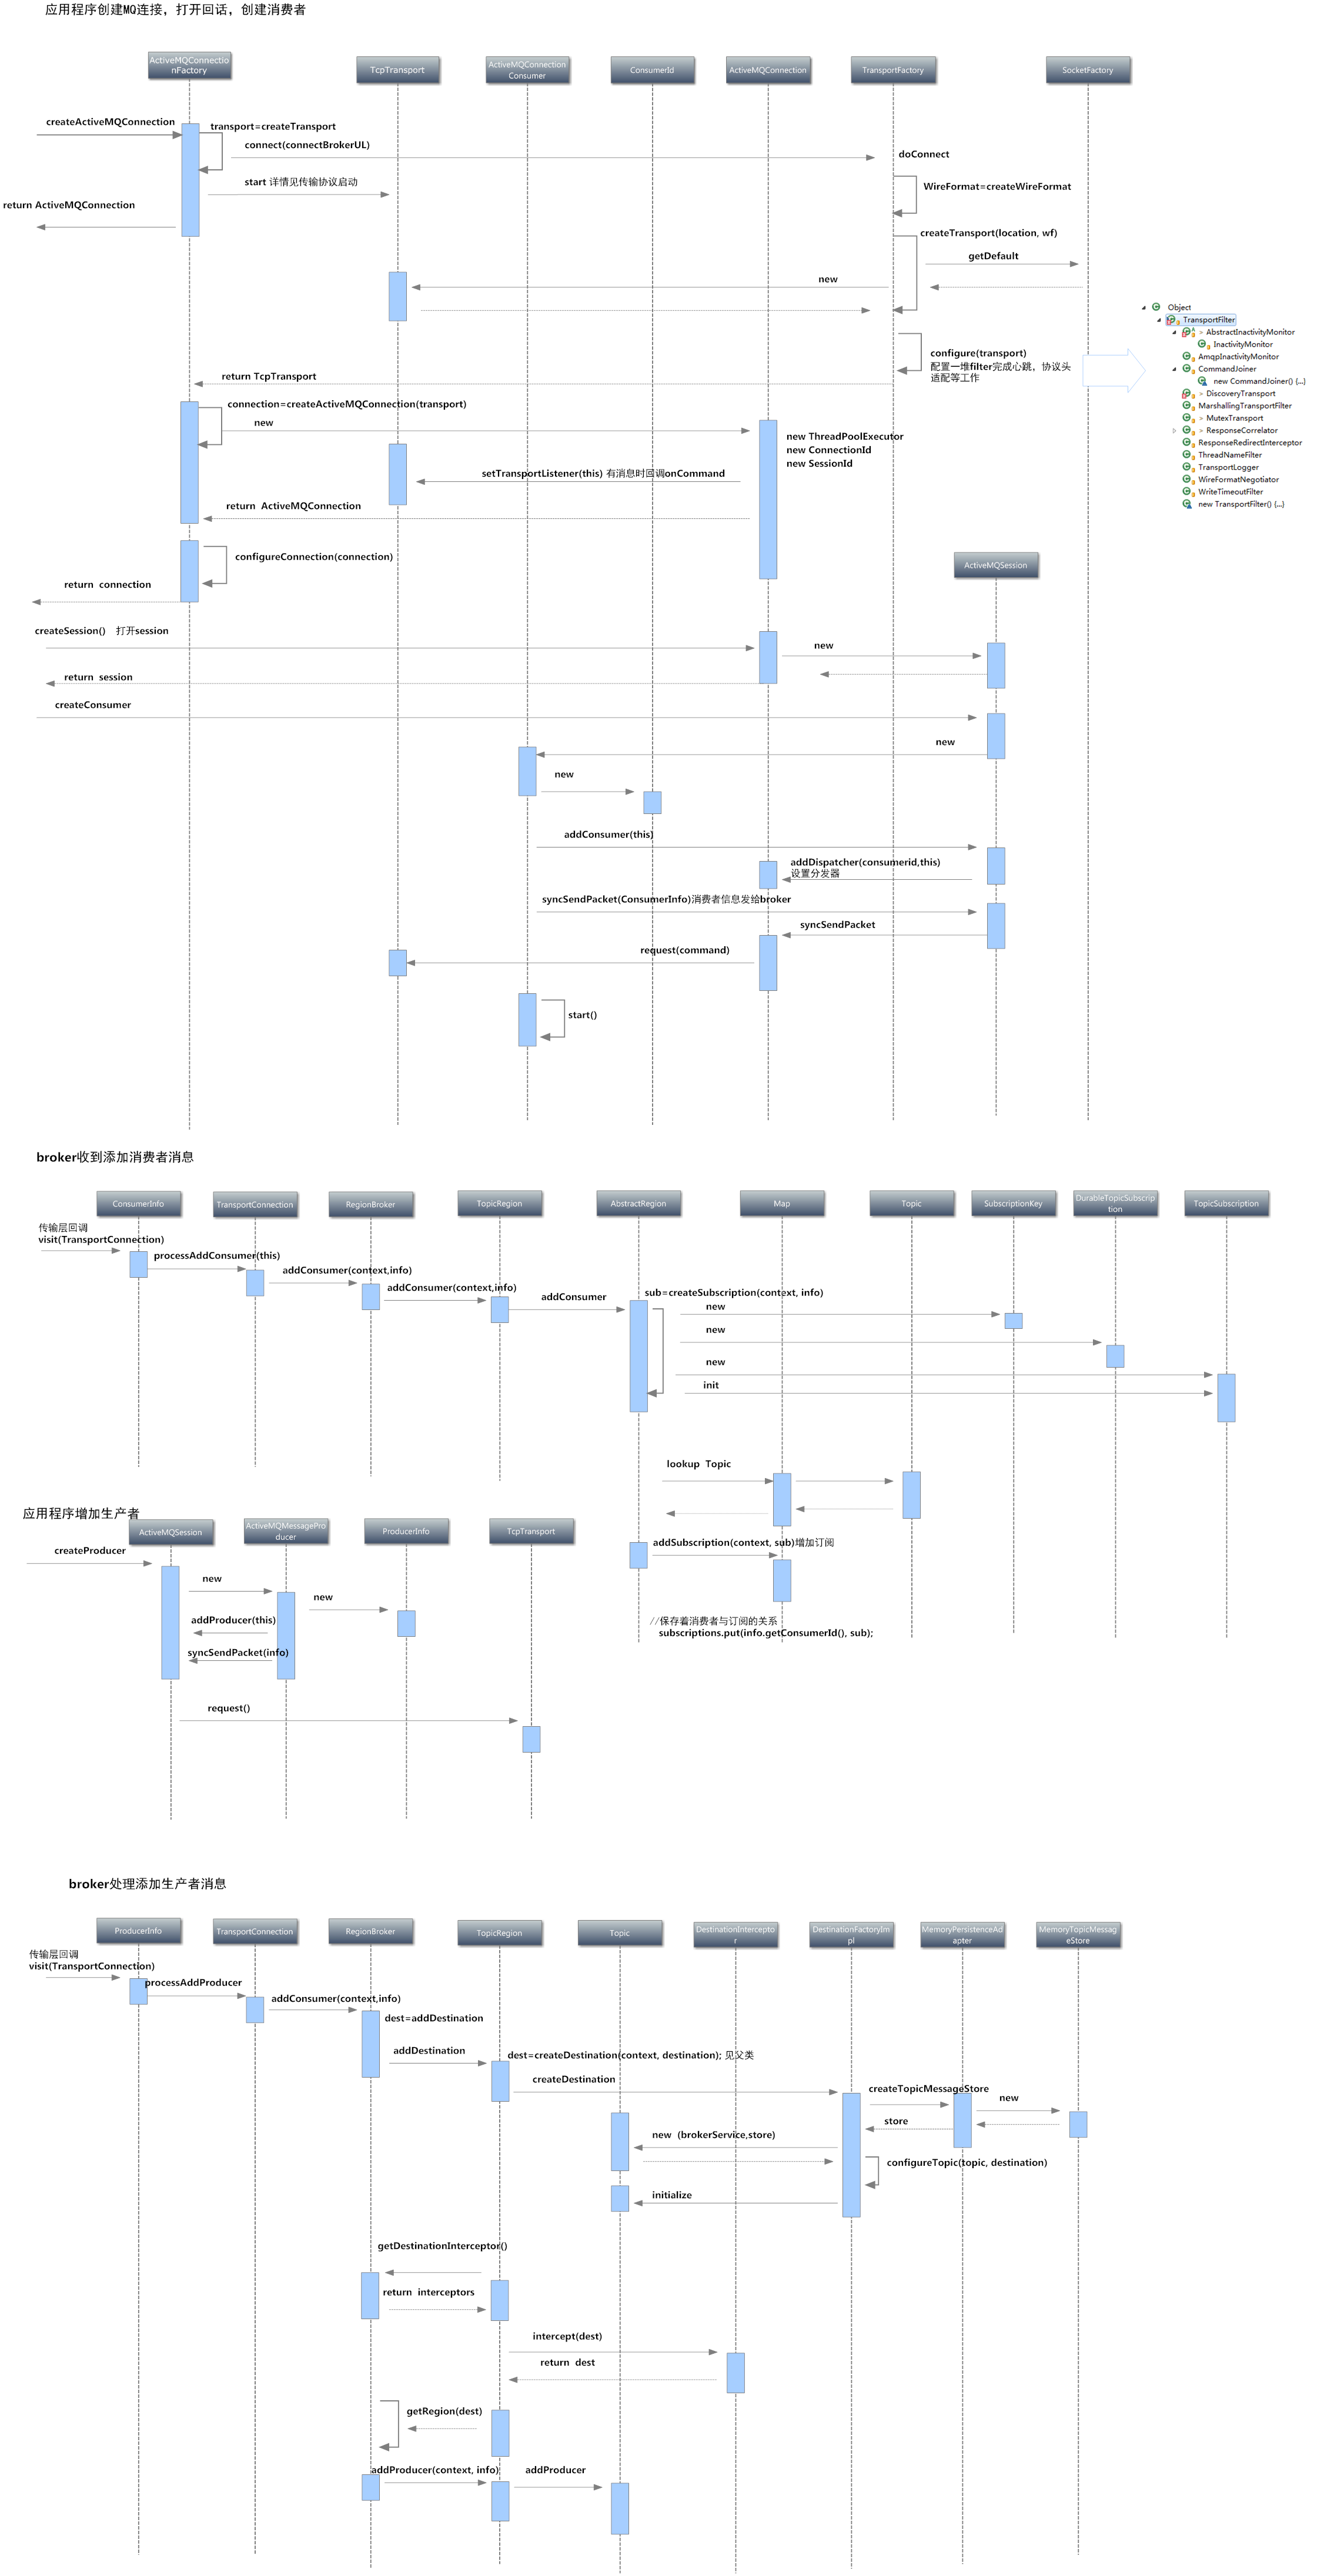 应用程序创建MQ连接，打开回话，创建消费者
ActiveMQConnectio
nFactory
TcpTransport
ActiveMQConnection
Consumer
ConsumerId
ActiveMQConnection
TransportFactory
SocketFactory
createActiveMQConnection
transport=createTransport
connect(connectBrokerUL)
doConnect
start 详情见传输协议启动
WireFormat=createWireFormat
return ActiveMQConnection
createTransport(location, wf)
getDefault
new
configure(transport)
配置一堆filter完成心跳，协议头
适配等工作
return TcpTransport
Object
TransportFilter
> AbstractInactivityMonitor
InactivityMonitor
AmqpInactivityMonitor
CommandJoiner
new CommandJoiner() {...}
> DiscoveryTransport
MarshallingTransportFilter
> MutexTransport
> ResponseCorrelator
ResponseRedirectInterceptor
ThreadNameFilter
TransportLogger
WireFormatNegotiator
WriteTimeoutFilter
new TransportFilter() {...}
connection=createActiveMQConnection(transport)
new
new ThreadPoolExecutor
new ConnectionId
new SessionId
setTransportListener(this) 有消息时回调onCommand
return ActiveMQConnection
configureConnection(connection)
ActiveMQSession
return connection
createSession() 打开session
new
return session
createConsumer
new
new
addConsumer(this)
addDispatcher(consumerid,this)
设置分发器
syncSendPacket(ConsumerInfo)消费者信息发给broker
syncSendPacket
request(command)
start()
broker收到添加消费者消息
ConsumerInfo
TransportConnection
RegionBroker
TopicRegion
AbstractRegion
Map
Topic
SubscriptionKey
DurableTopicSubscrip
tion
TopicSubscription
传输层回调
visit(TransportConnection)
processAddConsumer(this)
addConsumer(context,info)
addConsumer(context,info)
addConsumer
sub=createSubscription(context, info)
new
new
new
init
lookup Topic
addSubscription(context, sub)增加订阅
//保存着消费者与订阅的关系
subscriptions.put(info.getConsumerId(), sub);
应用程序增加生产者
ActiveMQSession
ActiveMQMessagePro
ducer
ProducerInfo
TcpTransport
createProducer
new
new
addProducer(this)
syncSendPacket(info)
request()
broker处理添加生产者消息
ProducerInfo
TransportConnection
RegionBroker
TopicRegion
Topic
DestinationIntercepto
r
DestinationFactoryIm
pl
MemoryPersistenceAd
apter
MemoryTopicMessag
eStore
传输层回调
visit(TransportConnection)
processAddProducer
addConsumer(context,info)
dest=addDestination
addDestination
dest=createDestination(context, destination); 见父类
createDestination
createTopicMessageStore
new
store
new (brokerService,store)
configureTopic(topic, destination)
initialize
getDestinationInterceptor()
return interceptors
intercept(dest)
return dest
getRegion(dest)
addProducer(context, info)
addProducer